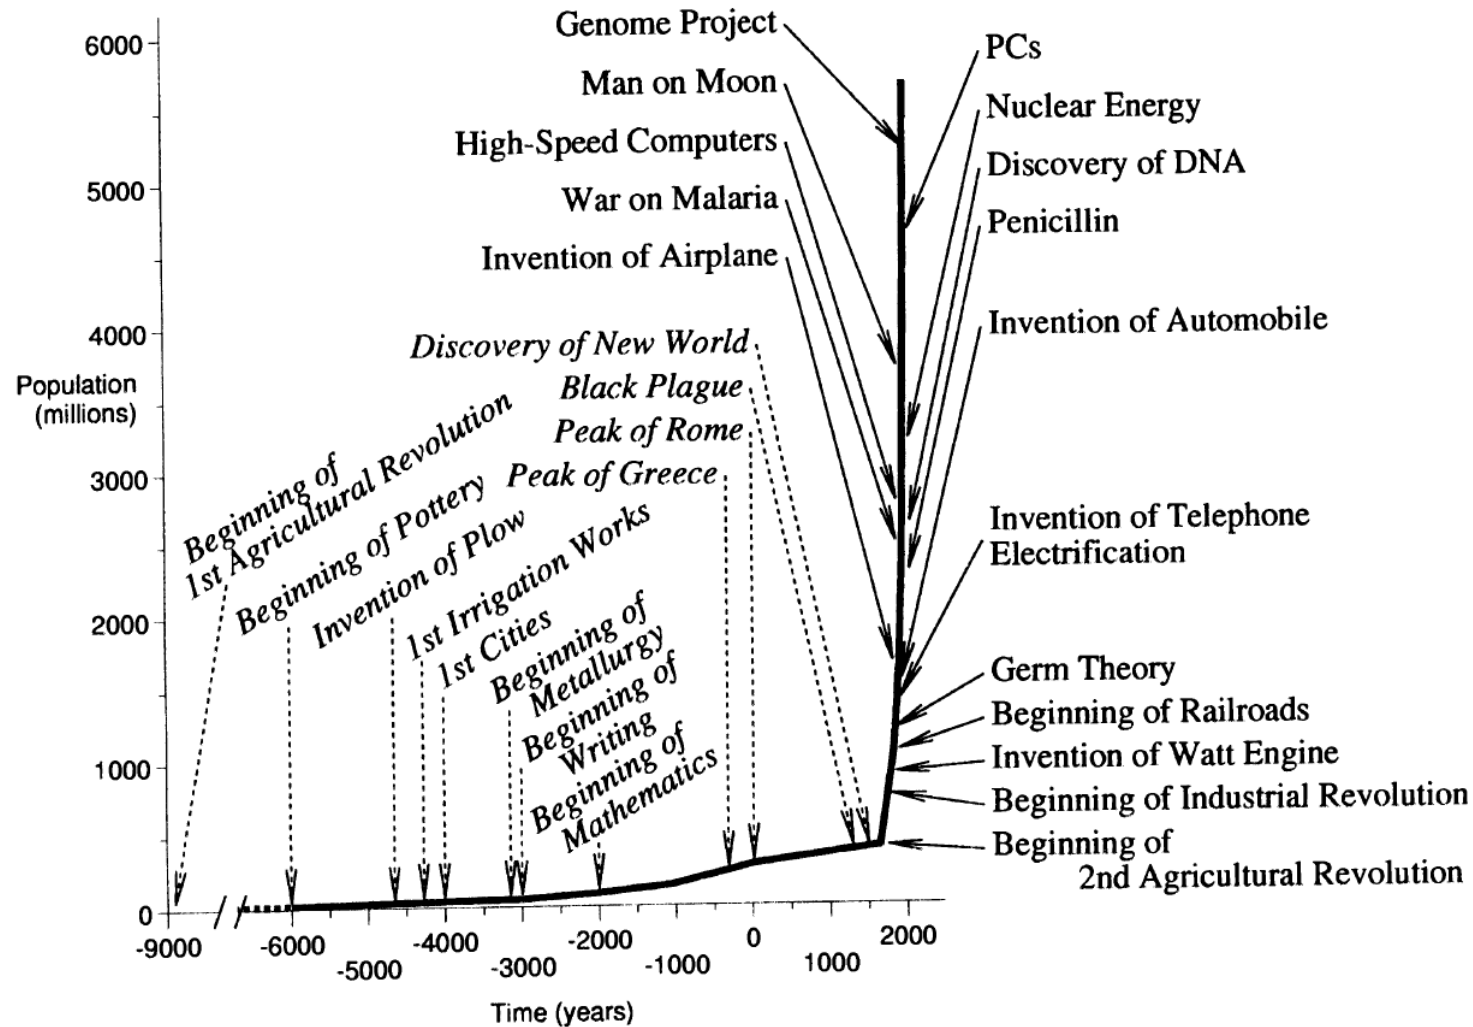 Genome Project
PCs
6000
Man on Moon
Nuclear Energy
High-Speed Computers
Discovery of DNA
5000
War on Malaria
Penicillin
Invention of Airplane
Invention of Automobile
4000
Discovery of New World
Population
(millions)
Black Plague
Peak of Rome
3000
Peak of Greece
Beginning of
1st Agricultural Revolution
Beginning of Pottery
Invention of Plow
1st Irrigation Works
1st Cities
Invention of Telephone
Electrification
2000
Beginning of
Metallurgy
Beginning of
Writing
Beginning of
Mathematics
Germ Theory
Beginning of Railroads
1000
Invention of Watt Engine
Beginning of Industrial Revolution
Beginning of
2nd Agricultural Revolution
0
-9000
-6000
-5000
-4000
-3000
-2000
-1000
0
1000
2000
Time (years)